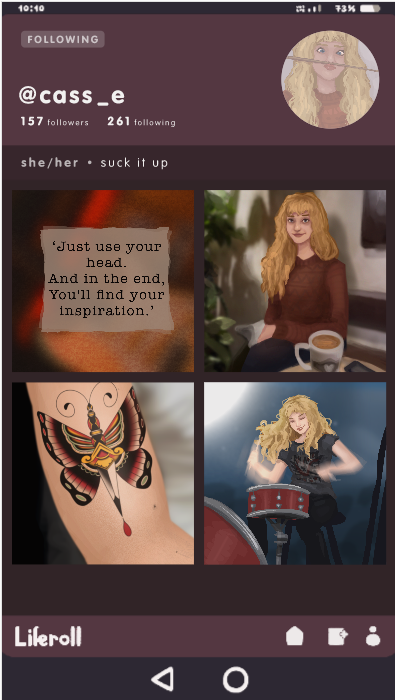 10:10
73%
FOLLOWING
@cass_e
157 followers 261 following
she/her • suck it up
‘Just use your
head.
And in the end,
You'll find your
inspiration.’
Liferoll